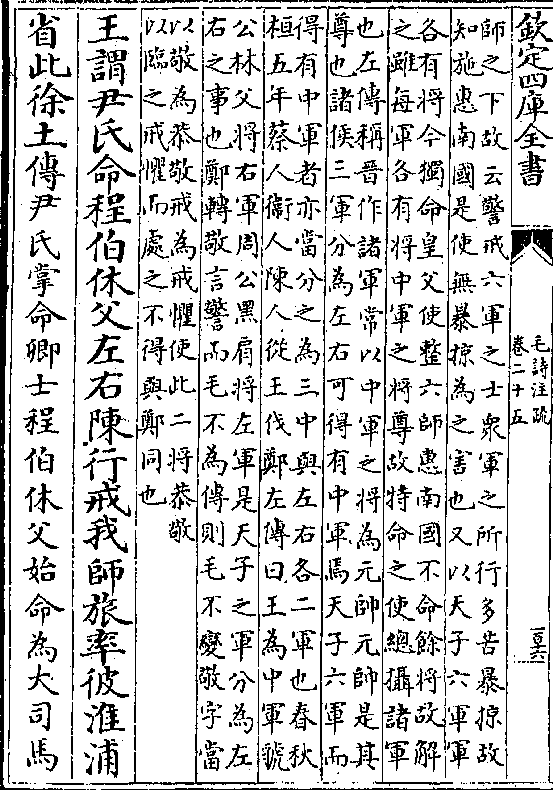 欽定四庫全書
毛詩注疏
卷二十五
師之下故云警戒六軍之士衆軍之所行多苦暴掠故
知施惠南國是使無暴掠為之害也又以天子六軍軍
各有將今獨命皇父使整六師惠南國不命餘將故解
之雖每軍各有將中軍之將尊故特命之使總攝諸軍
也左傳稱晉作諸軍常以中軍之將為元帥元帥是其
尊也諸侯三軍分為左右可得有中軍焉天子六軍而
得有中軍者亦當分之為三中與左右各二軍也春秋
桓五年蔡人衞人陳人從王伐鄭左傳曰王為中軍虢
公林父將右軍周公黑肩將左軍是天子之軍分為左
右之事也鄭轉敬言警而毛不為傳則毛不變敬字當
以敬為恭敬戒為戒懼使此二將恭敬
以臨之戒懼而處之不得與鄭同也
王謂尹氏命程伯休父左右陳行戒我師旅率彼淮浦
省此徐土傳尹氏掌命卿士程伯休父始命為大司馬